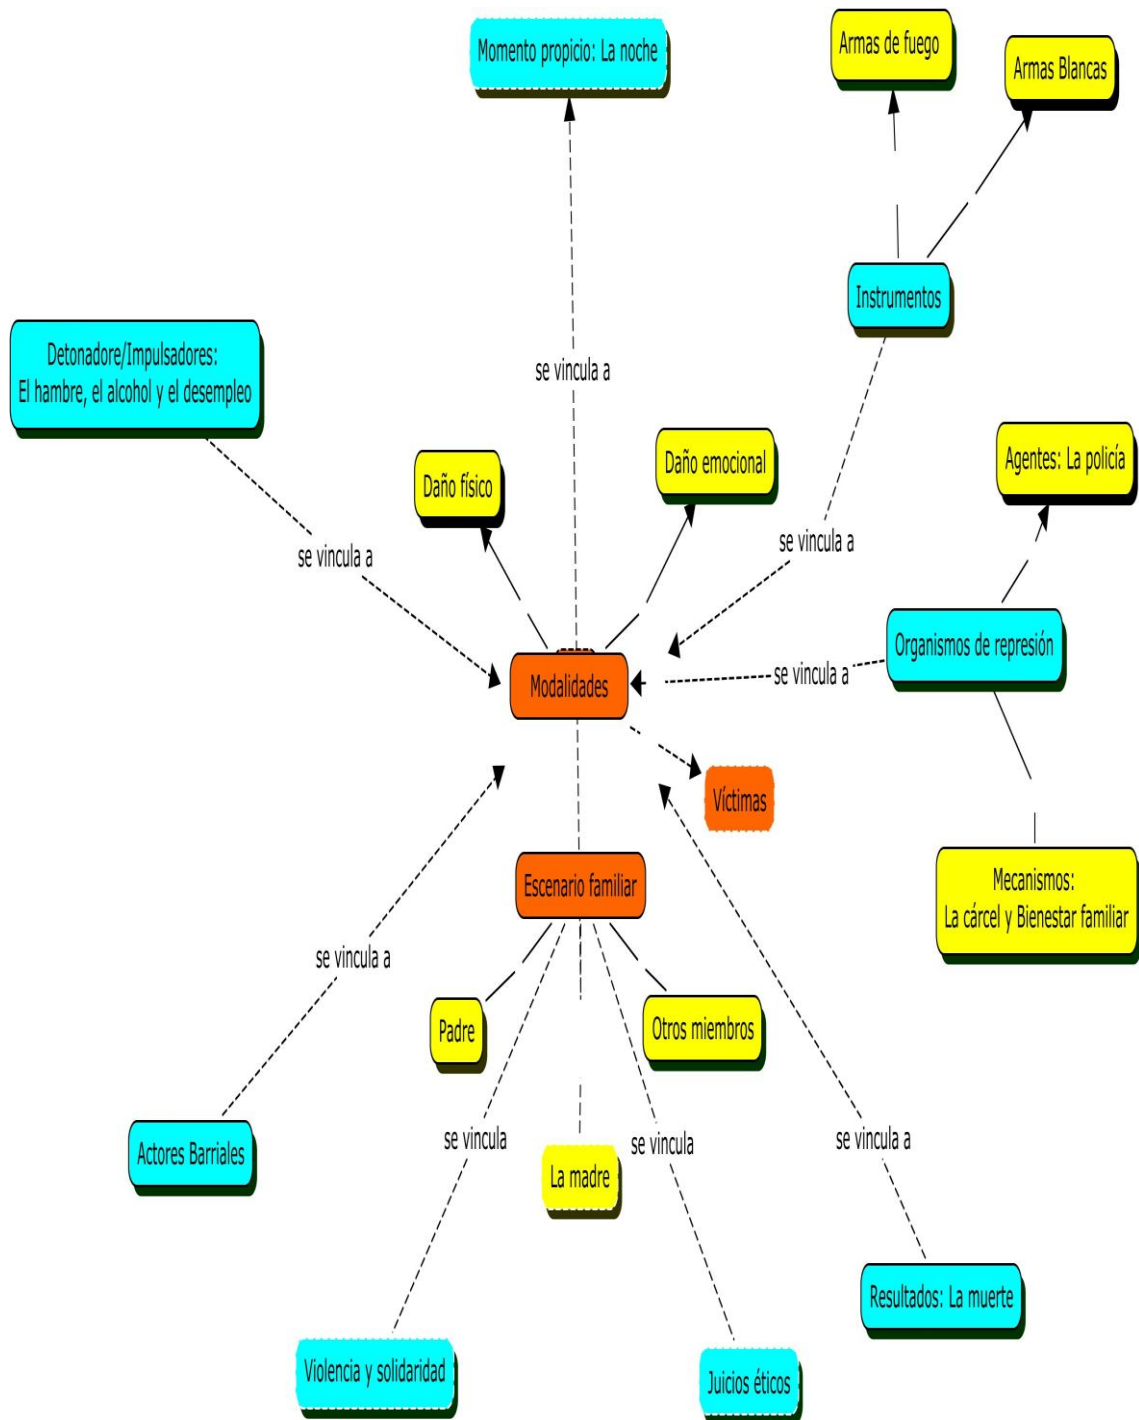 Momento propicio: La noche
Armas de fuego
Armas Blancas
Instrumentos
Detonadore/Impulsadores:
El hambre, el alcohol y el desempleo
se vincula a
Daño físico
Daño emocional
Agentes: La policía
se vincula a
se vincula a
Organismos de represión
se vincula a
Modalidades
Víctimas
Escenario familiar
Mecanismos:
La cárcel y Bienestar familiar
se vincula a
Padre
Otros miembros
Actores Barriales
se vincula
se vincula
se vincula a
La madre
Resultados: La muerte
Violencia y solidaridad
Juicios éticos